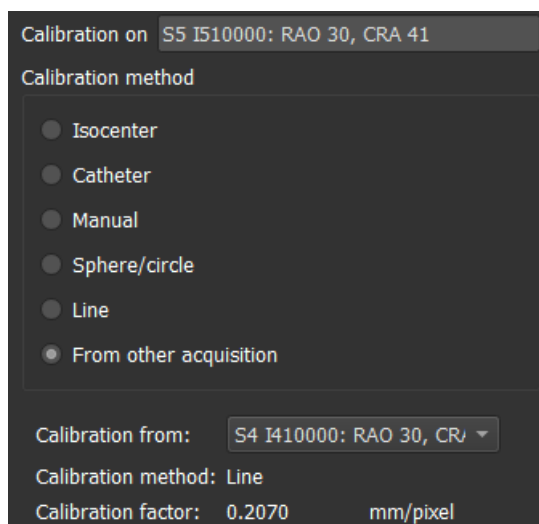 Calibration on S5 I510000: RAO 30, CRA 41
Calibration method
Isocenter
Catheter
Manual
Sphere/circle
Line
From other acquisition
Calibration from: S4 I410000: RAO 30, CR
Calibration method: Line
Calibration factor: 0.2070 mm/pixel